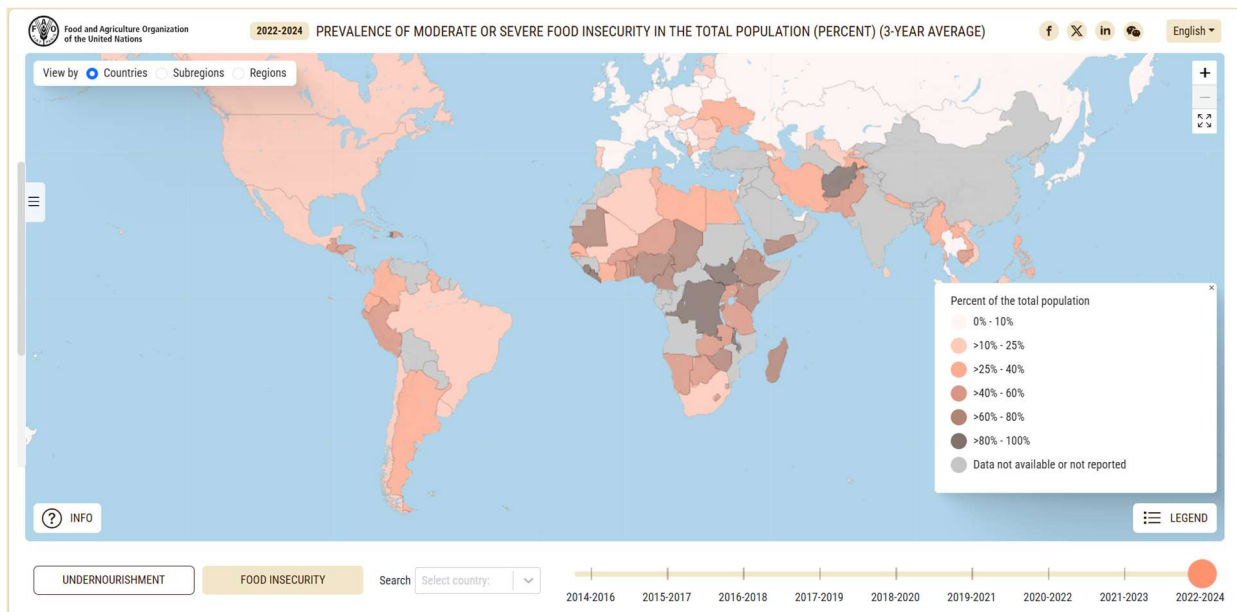 Food and Agriculture Organization
of the United Nations
2022-2024 PREVALENCE OF MODERATE OR SEVERE FOOD INSECURITY IN THE TOTAL POPULATION (PERCENT) (3-YEAR AVERAGE)
English
View by Countries Subregions Regions
Percent of the total population
0% - 10%
>10% - 25%
>25% - 40%
>40% - 60%
>60% - 80%
>80% - 100%
Data not available or not reported
? INFO
LEGEND
UNDERNOURISHMENT
FOOD INSECURITY
Search Select country:
2014-2016 2015-2017 2016-2018 2017-2019 2018-2020 2019-2021 2020-2022 2021-2023 2022-2024